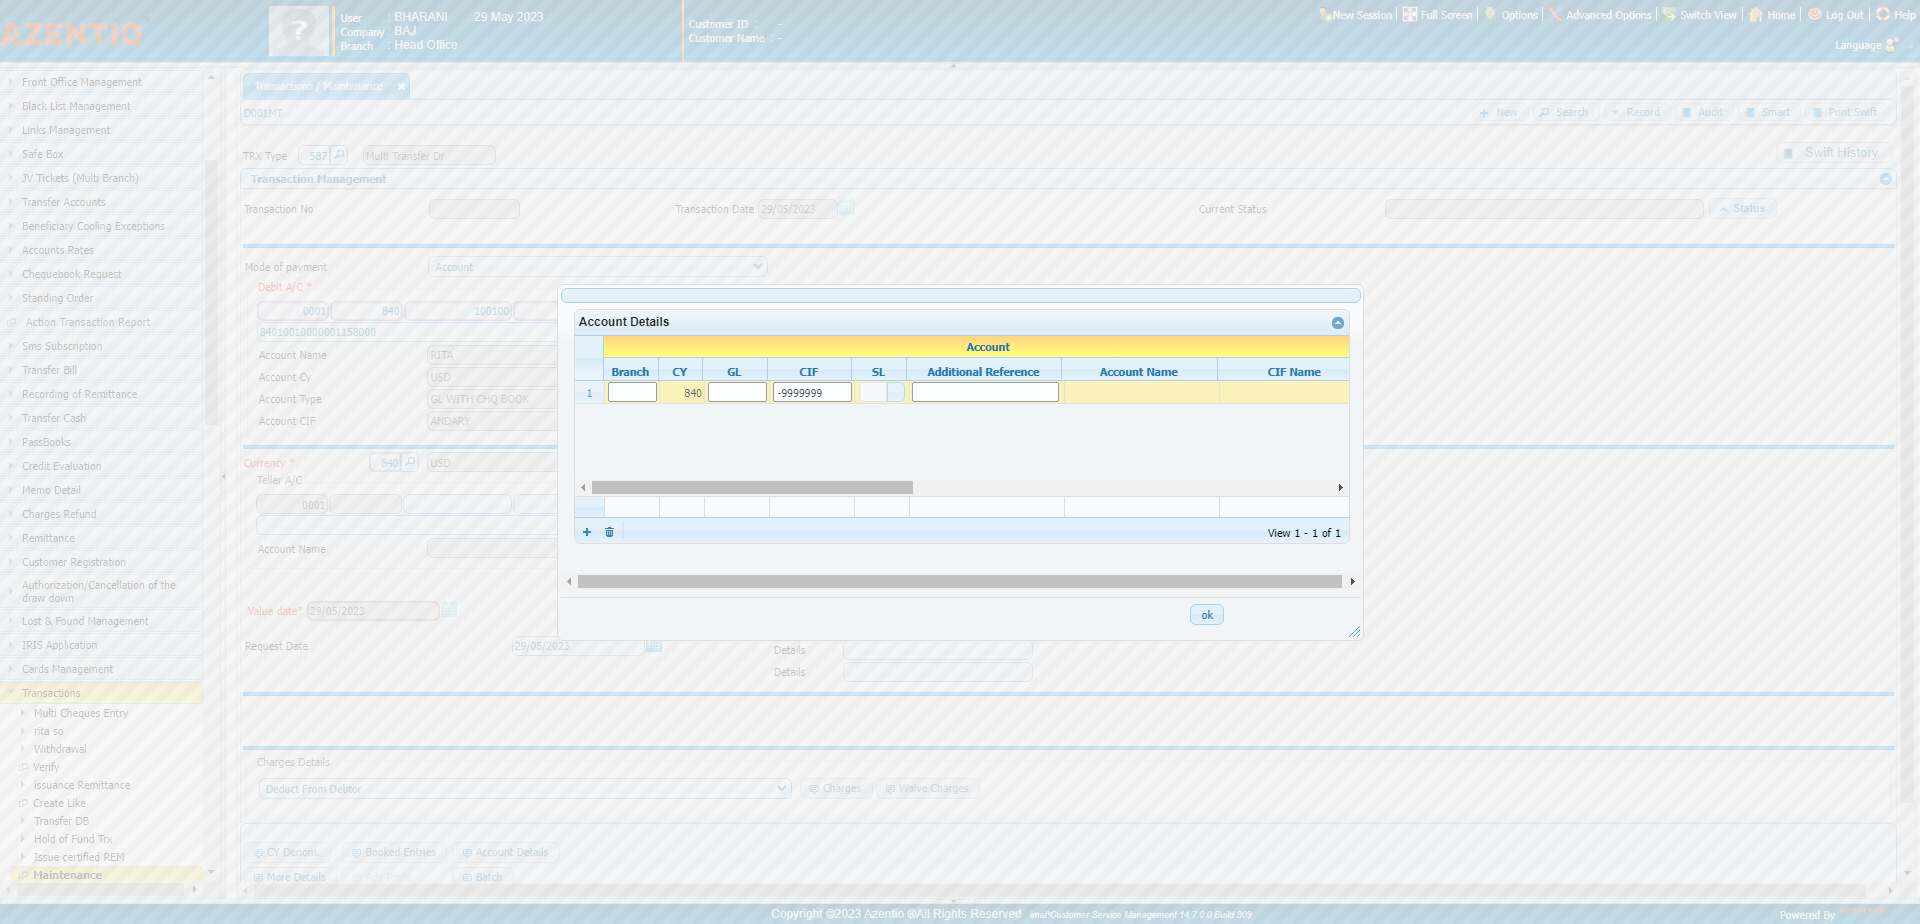 AZENTIO
?
User : BHARANI 29 May 2023
Company : BAJ
Branch : Head Office
Customer ID : -
Customer Name : -
New Session Full Screen Options Advanced Options Switch View Home Log Out Help
Language
Front Office Management
Black List Management
Links Management
Safe Box
JV Tickets (Multi Branch)
Transfer Accounts
Beneficiary Cooling Exceptions
Accounts Rates
Chequebook Request
Standing Order
Action Transaction Report
Sms Subscription
Transfer Bill
Recording of Remittance
Transfer Cash
PassBooks
Credit Evaluation
Memo Detail
Charges Refund
Remittance
Customer Registration
Authorization/Cancellation of the
draw down
Lost & Found Management
IRIS Application
Cards Management
Transactions
Multi Cheques Entry
rita so
Withdrawal
Verify
issuance Remittance
Create Like
Transfer DB
Hold of Fund Trx
Issue certified REM
Maintenance
Transactions / Maintenance ×
D001MT
New Search Record Audit Smart Print Swift
TRX Type 587 Multi Transfer Dr
Swift History
Transaction Management
Transaction No
Transaction Date 29/05/2023
Current Status
Status
Mode of payment Account
Debit A/C *
0001 840 100100
84010010000001158000
Account Name RITA
Account Cy USD
Account Type GL WITH CHQ BOOK
Account CIF ANDARY
Currency * 840 USD
Teller A/C
0001
Account Name
Value date* 29/05/2023
Request Date 29/05/2023
Details
Details
Account Details
Account
Branch CY GL CIF SL Additional Reference Account Name CIF Name
1 840 -9999999
View 1 - 1 of 1
ok
Charges Details
Deduct From Debtor
Charges Waive Charges
CY Denom. Booked Entries Account Details
More Details Adv Profit Batch
Copyright ©2023 Azentio ®All Rights Reserved imal*Customer Service Management 14.7.0.0 Build 309
Powered By